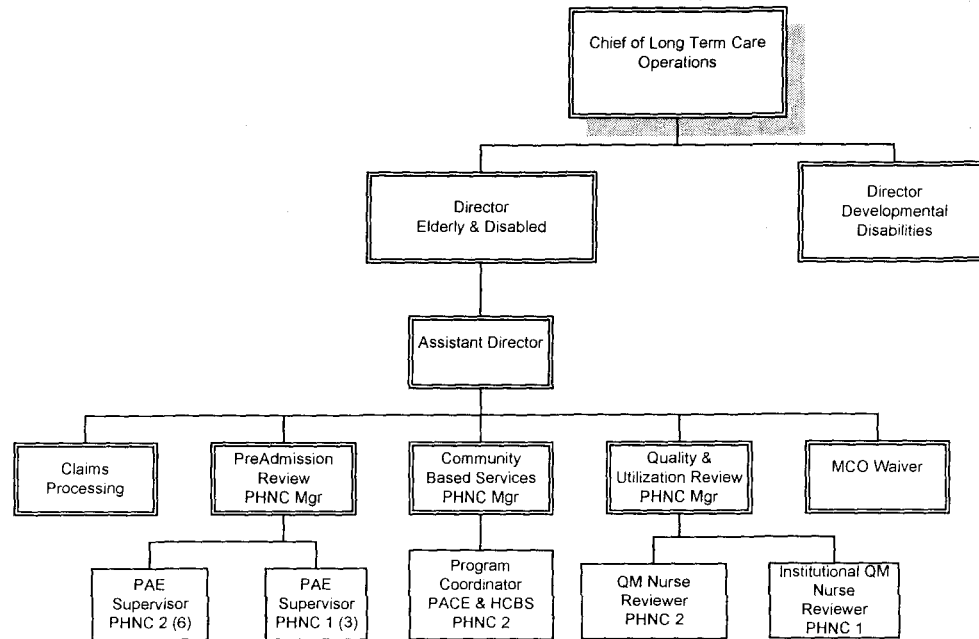 Chief of Long Term Care
Operations
Director
Elderly & Disabled
Director
Developmental
Disabilities
Assistant Director
Claims
Processing
PreAdmission
Review
PHNC Mgr
Community
Based Services
PHNC Mgr
Quality &
Utilization Review
PHNC Mgr
MCO Waiver
PAE
Supervisor
PHNC 2 (6)
PAE
Supervisor
PHNC 1 (3)
Program
Coordinator
PACE & HCBS
PHNC 2
QM Nurse
Reviewer
PHNC 2
Institutional QM
Nurse
Reviewer
PHNC 1